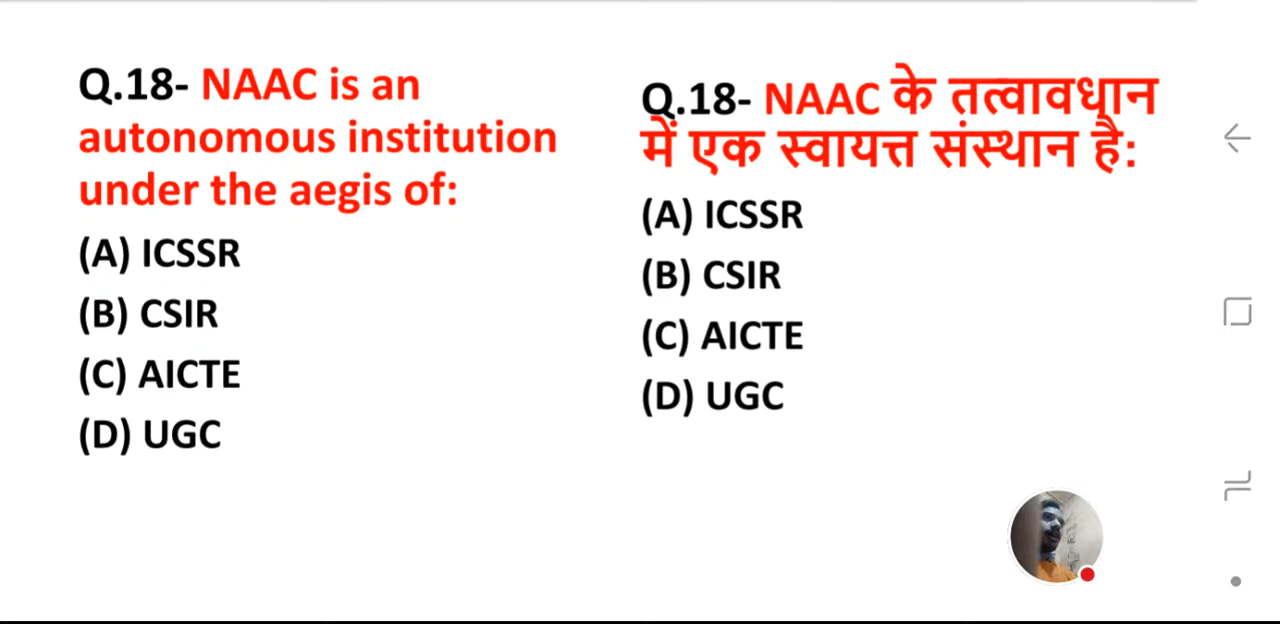 Q.18- NAAC is an
autonomous institution
under the aegis of:
(A) ICSSR
(B) CSIR
(C) AICTE
(D) UGC
Q.18- NAAC के तत्वावधान
में एक स्वायत्त संस्थान है:
(A) ICSSR
(B) CSIR
(C) AICTE
(D) UGC